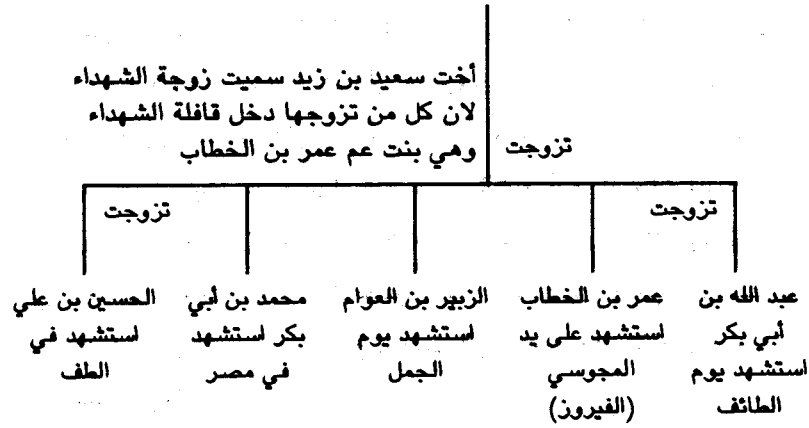 أخت سعيد بن زيد سميت زوجة الشهداء
لان كل من تزوجها دخل قافلة الشهداء
وهي بنت عم عمر بن الخطاب
تزوجت
تزوجت
تزوجت
عبد الله بن
أبي بكر
استشهد يوم
الطائف
عمر بن الخطاب
استشهد على يد
المجوسي
(الفيروز)
الزبير بن العوام
استشهد يوم
الجمل
محمد بن أبي
بكر استشهد
في مصر
الحسين بن علي
استشهد في
الطف